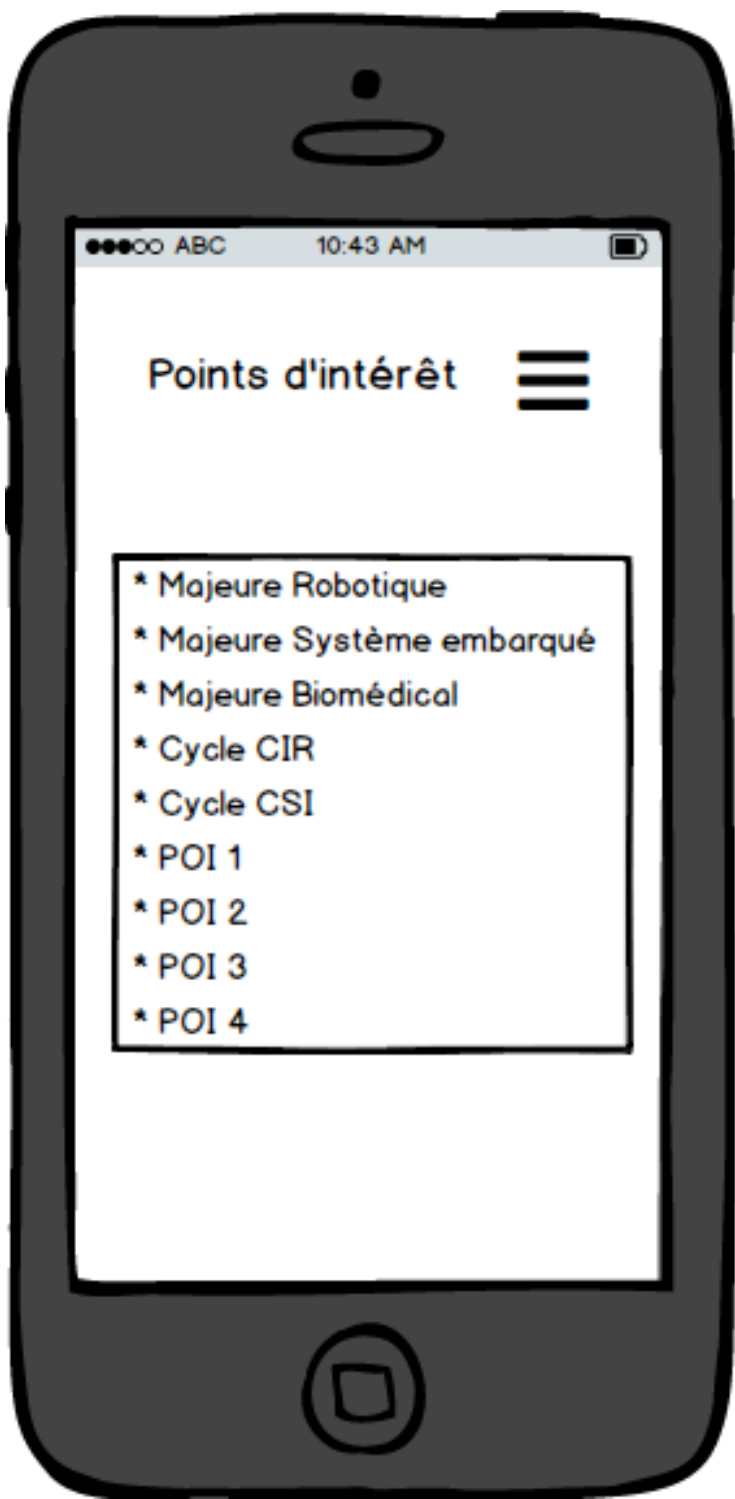 ABC 10:43 AM
Points d'intérêt
* Majeure Robotique
* Majeure Système embarqué
* Majeure Biomédical
* Cycle CIR
* Cycle CSI
* POI 1
* POI 2
* POI 3
* POI 4